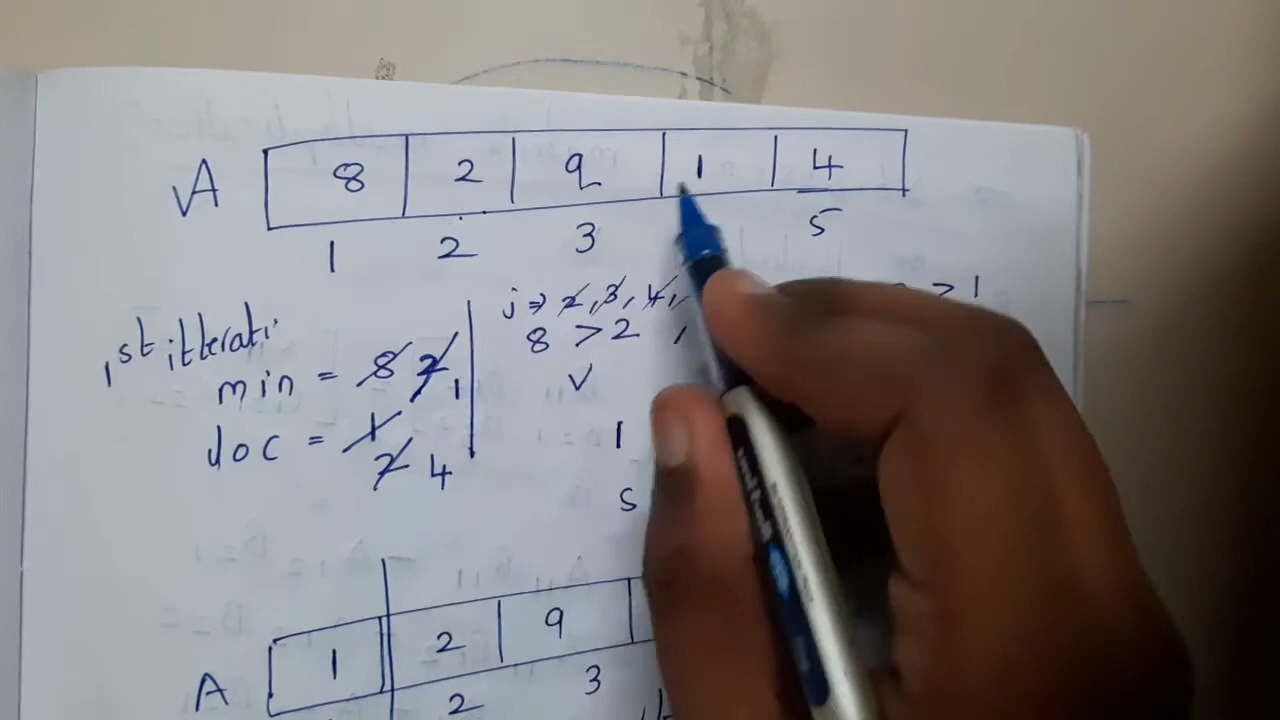 A 8 2 9 1 4
1 2 3 5
1st itterati
min = 8 2 1
loc = 1 2 4
j ⇒ 2, 3, 4,
> 1
8 > 2 ,
✓
1
S
A 1 2 9
2 3